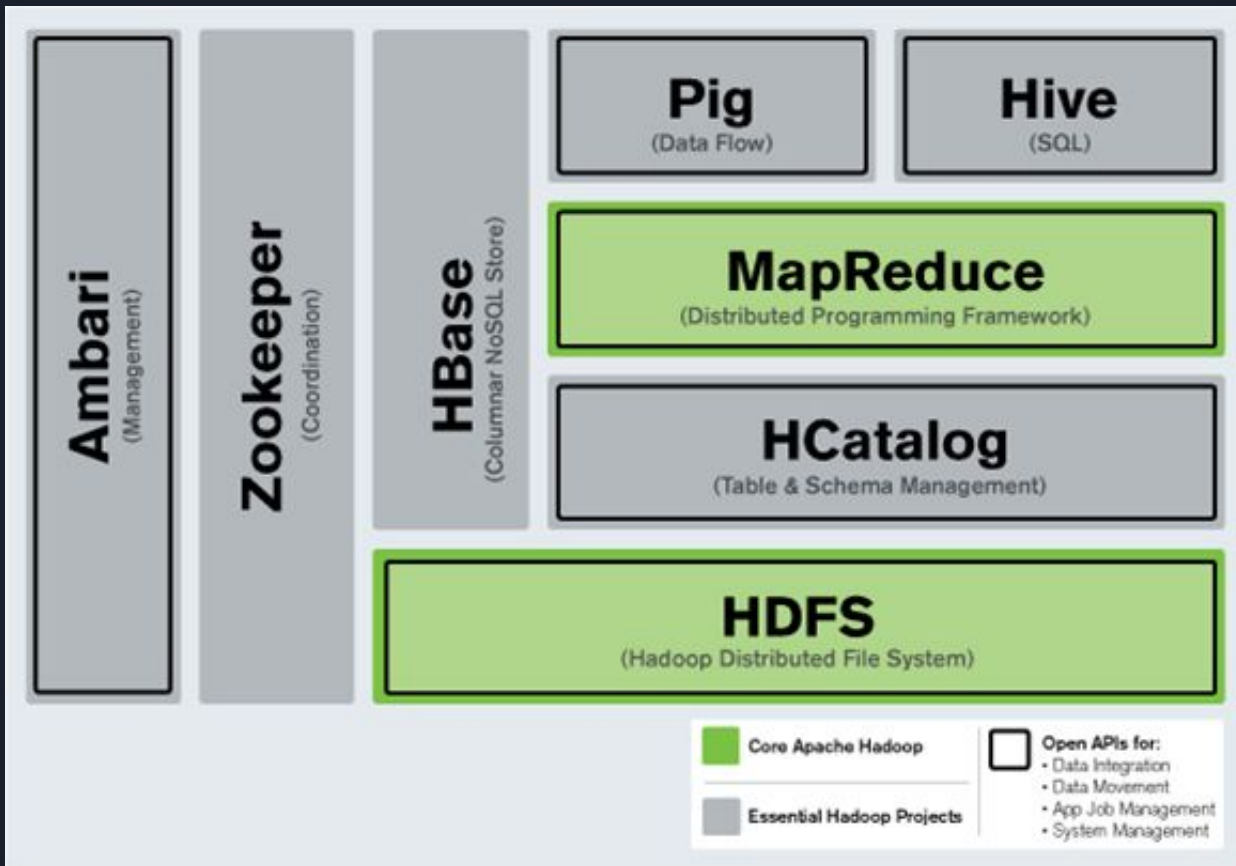 Ambari
(Management)
Zookeeper
(Coordination)
HBase
(Columnar NoSQL Store)
Pig
(Data Flow)
Hive
(SQL)
MapReduce
(Distributed Programming Framework)
HCatalog
(Table & Schema Management)
HDFS
(Hadoop Distributed File System)
Core Apache Hadoop
Essential Hadoop Projects
Open APIs for:
• Data Integration
• Data Movement
• App Job Management
• System Management